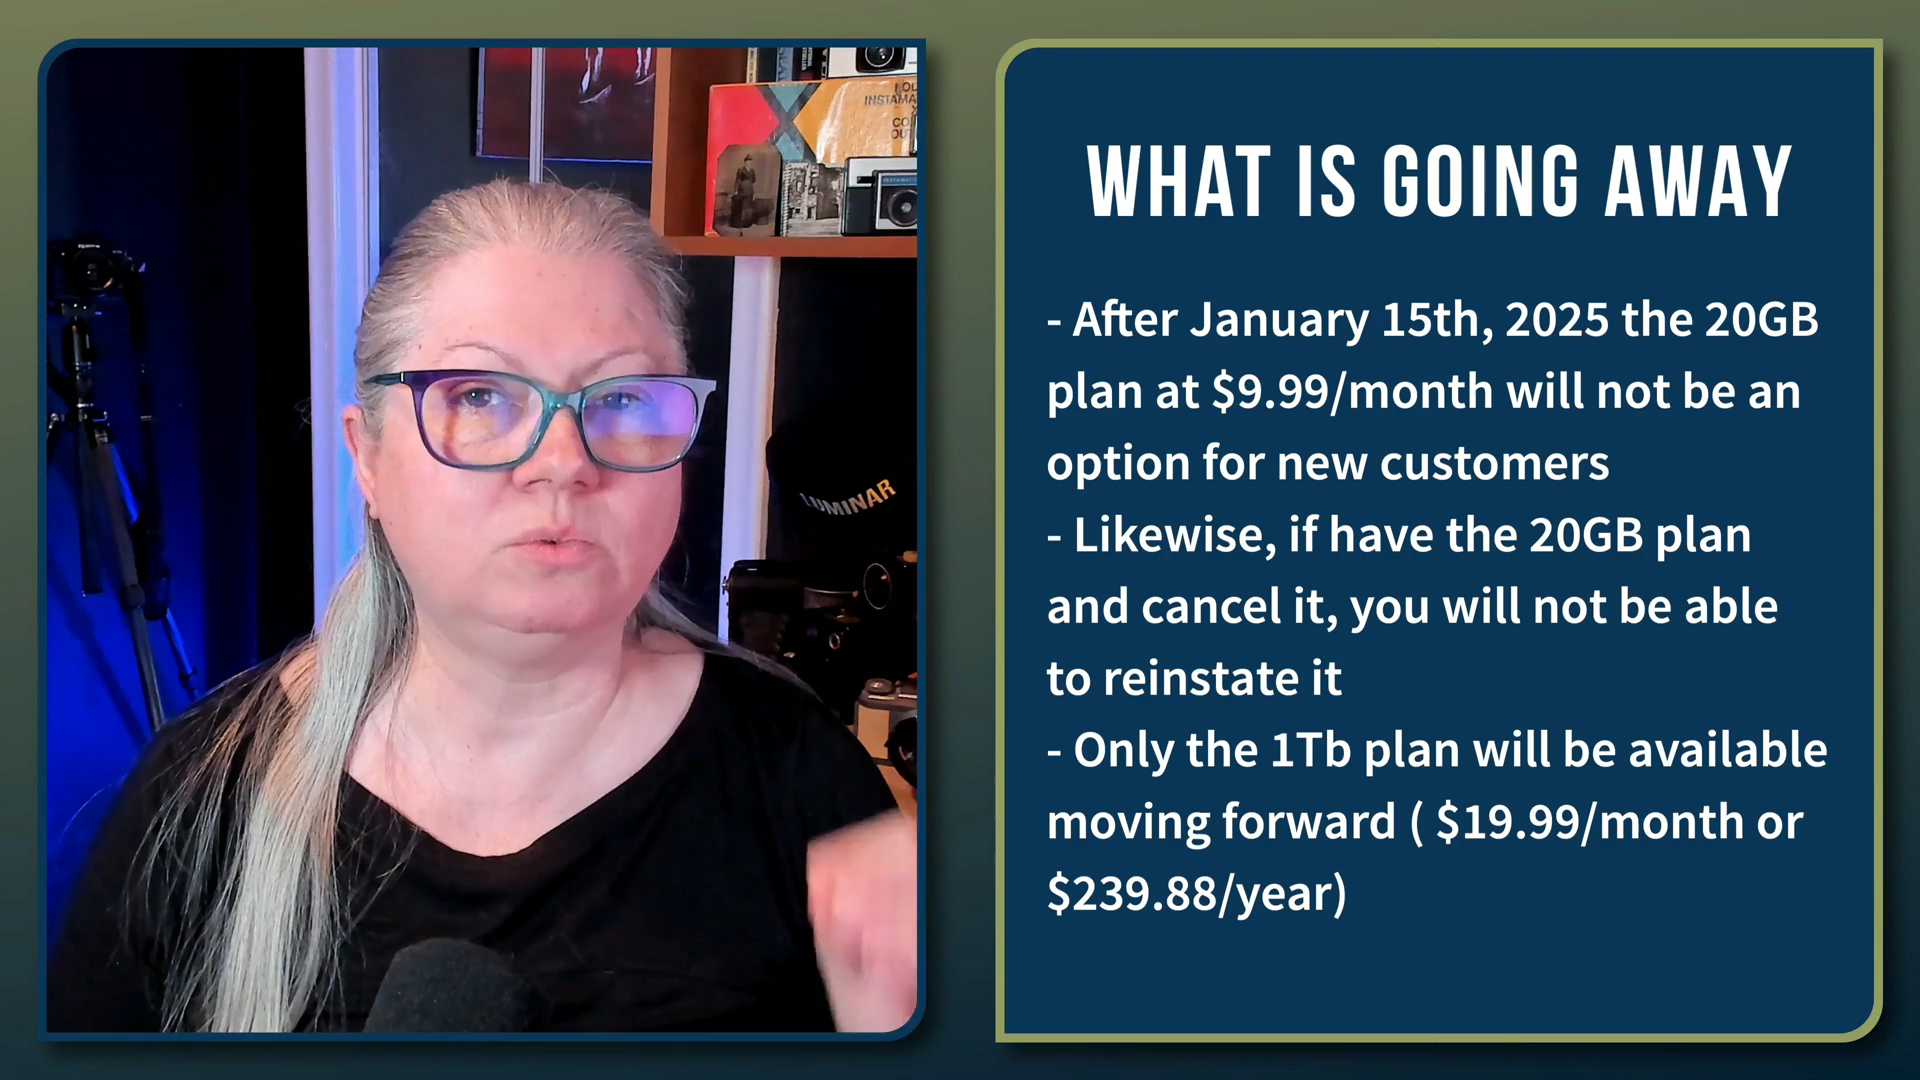 INSTAMA
LUMINAR
WHAT IS GOING AWAY
- After January 15th, 2025 the 20GB
plan at $9.99/month will not be an
option for new customers
- Likewise, if have the 20GB plan
and cancel it, you will not be able
to reinstate it
- Only the 1Tb plan will be available
moving forward ( $19.99/month or
$239.88/year)